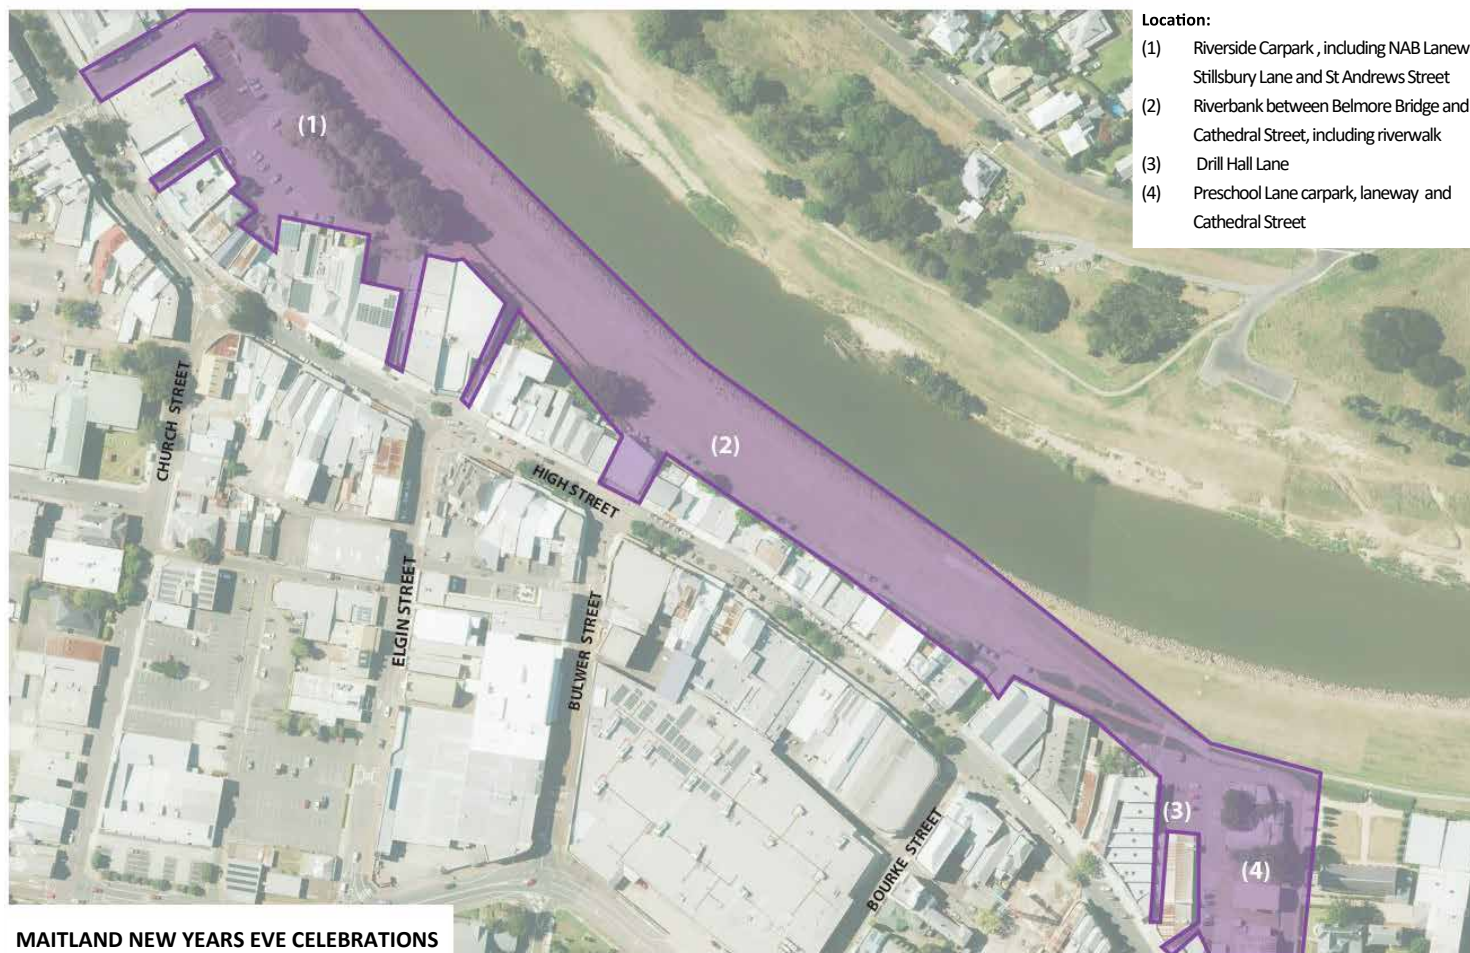 Location:
(1) Riverside Carpark , including NAB Lanew
Stillsbury Lane and St Andrews Street
(2) Riverbank between Belmore Bridge and
Cathedral Street, including riverwalk
(3) Drill Hall Lane
(4) Preschool Lane carpark, laneway and
Cathedral Street
(1)
(2)
CHURCH STREET
HIGH STREET
ELGIN STREET
BULWER STREET
BOURKE STREET
(3)
(4)
MAITLAND NEW YEARS EVE CELEBRATIONS